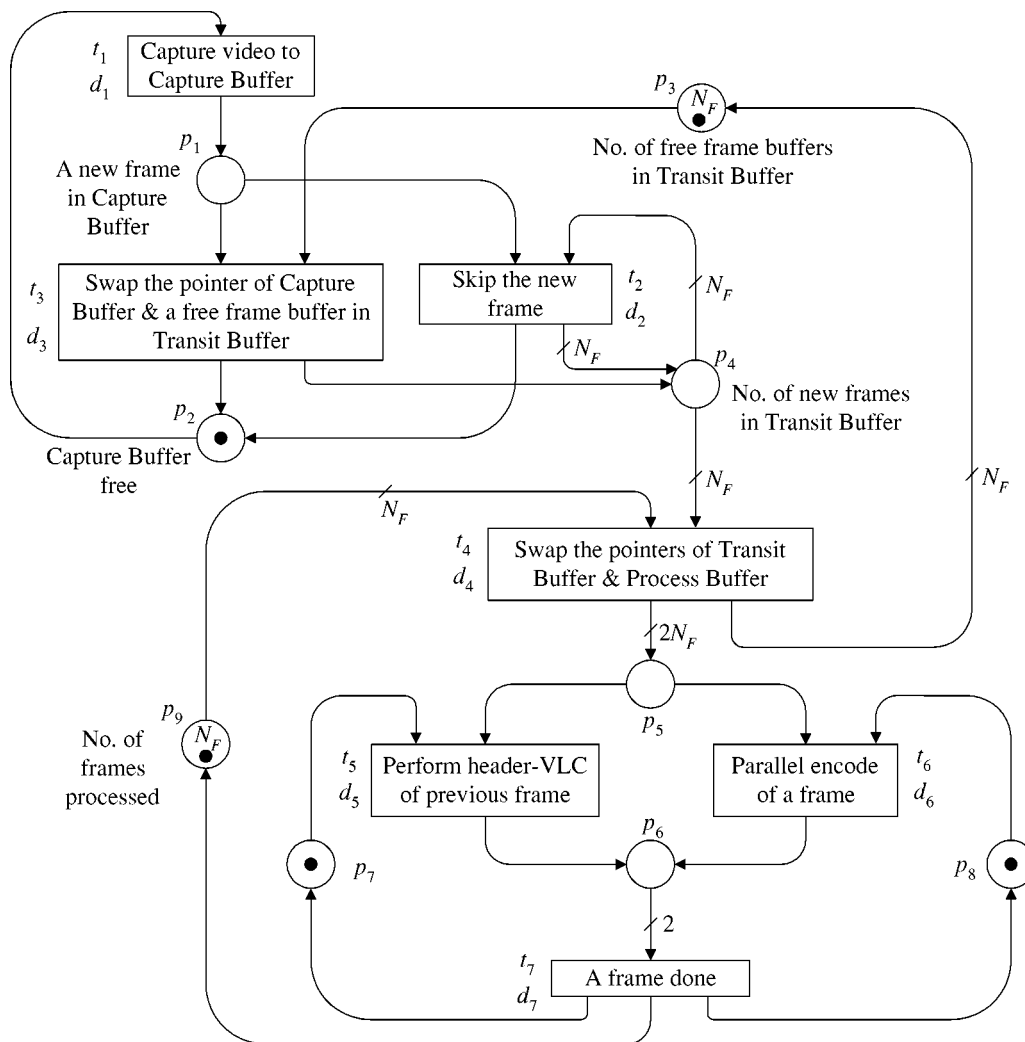 t1
d1
Capture video to
Capture Buffer
p1
A new frame
in Capture
Buffer
p3
NF
No. of free frame buffers
in Transit Buffer
t3
d3
Swap the pointer of Capture
Buffer & a free frame buffer in
Transit Buffer
Skip the new
frame
t2
d2
NF
NF
p4
No. of new frames
in Transit Buffer
p2
Capture Buffer
free
NF
NF
NF
t4
d4
Swap the pointers of Transit
Buffer & Process Buffer
2NF
p5
p9
NF
No. of
frames
processed
t5
d5
Perform header-VLC
of previous frame
Parallel encode
of a frame
t6
d6
p6
p7
p8
2
t7
d7
A frame done